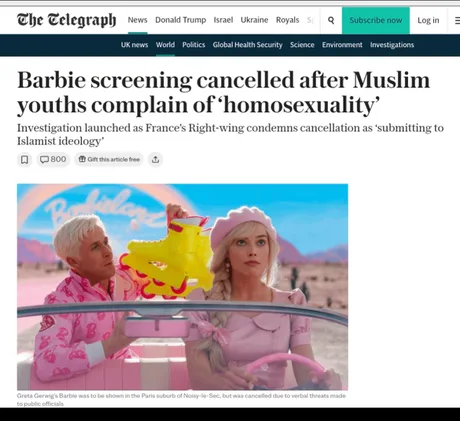 The Telegraph News Donald Trump Israel Ukraine Royals Subscribe now Log in
UK news World Politics Global Health Security Science Environment Investigations
Barbie screening cancelled after Muslim
youths complain of ‘homosexuality’
Investigation launched as France's Right-wing condemns cancellation as ‘submitting to
Islamist ideology’
800 Gift this article free
Barbieland
Greta Gerwig's Barbie was to be shown in the Paris suburb of Noisy-le-Sec, but was cancelled due to verbal threats made
to public officials